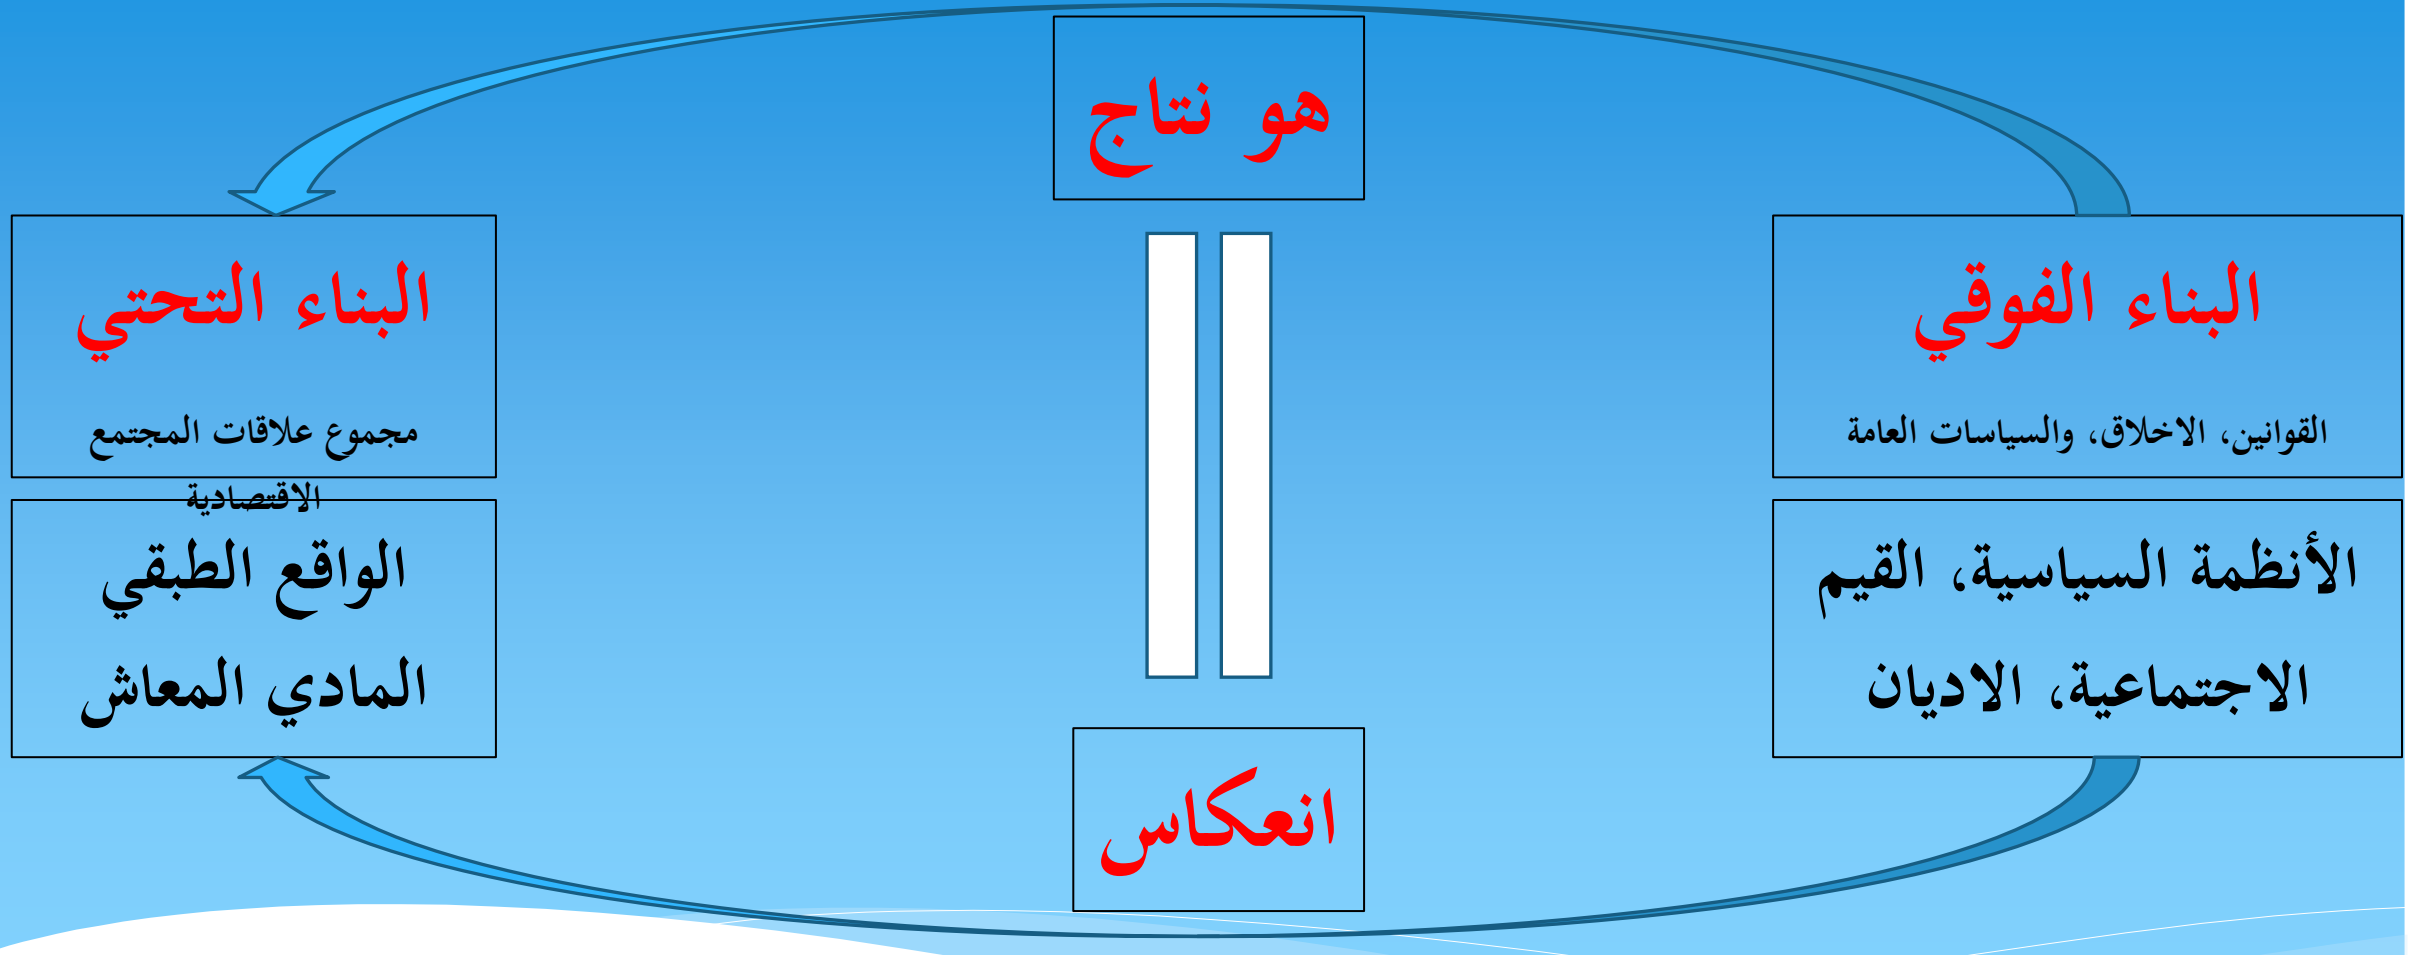 هو نتاج
البناء الفوقي
القوانين، الاخلاق، والسياسات العامة
البناء التحتي
مجموع علاقات المجتمع
الاقتصادية
الأنظمة السياسية، القيم
الاجتماعية، الاديان
الواقع الطبقي
المادي المعاش
انعكاس